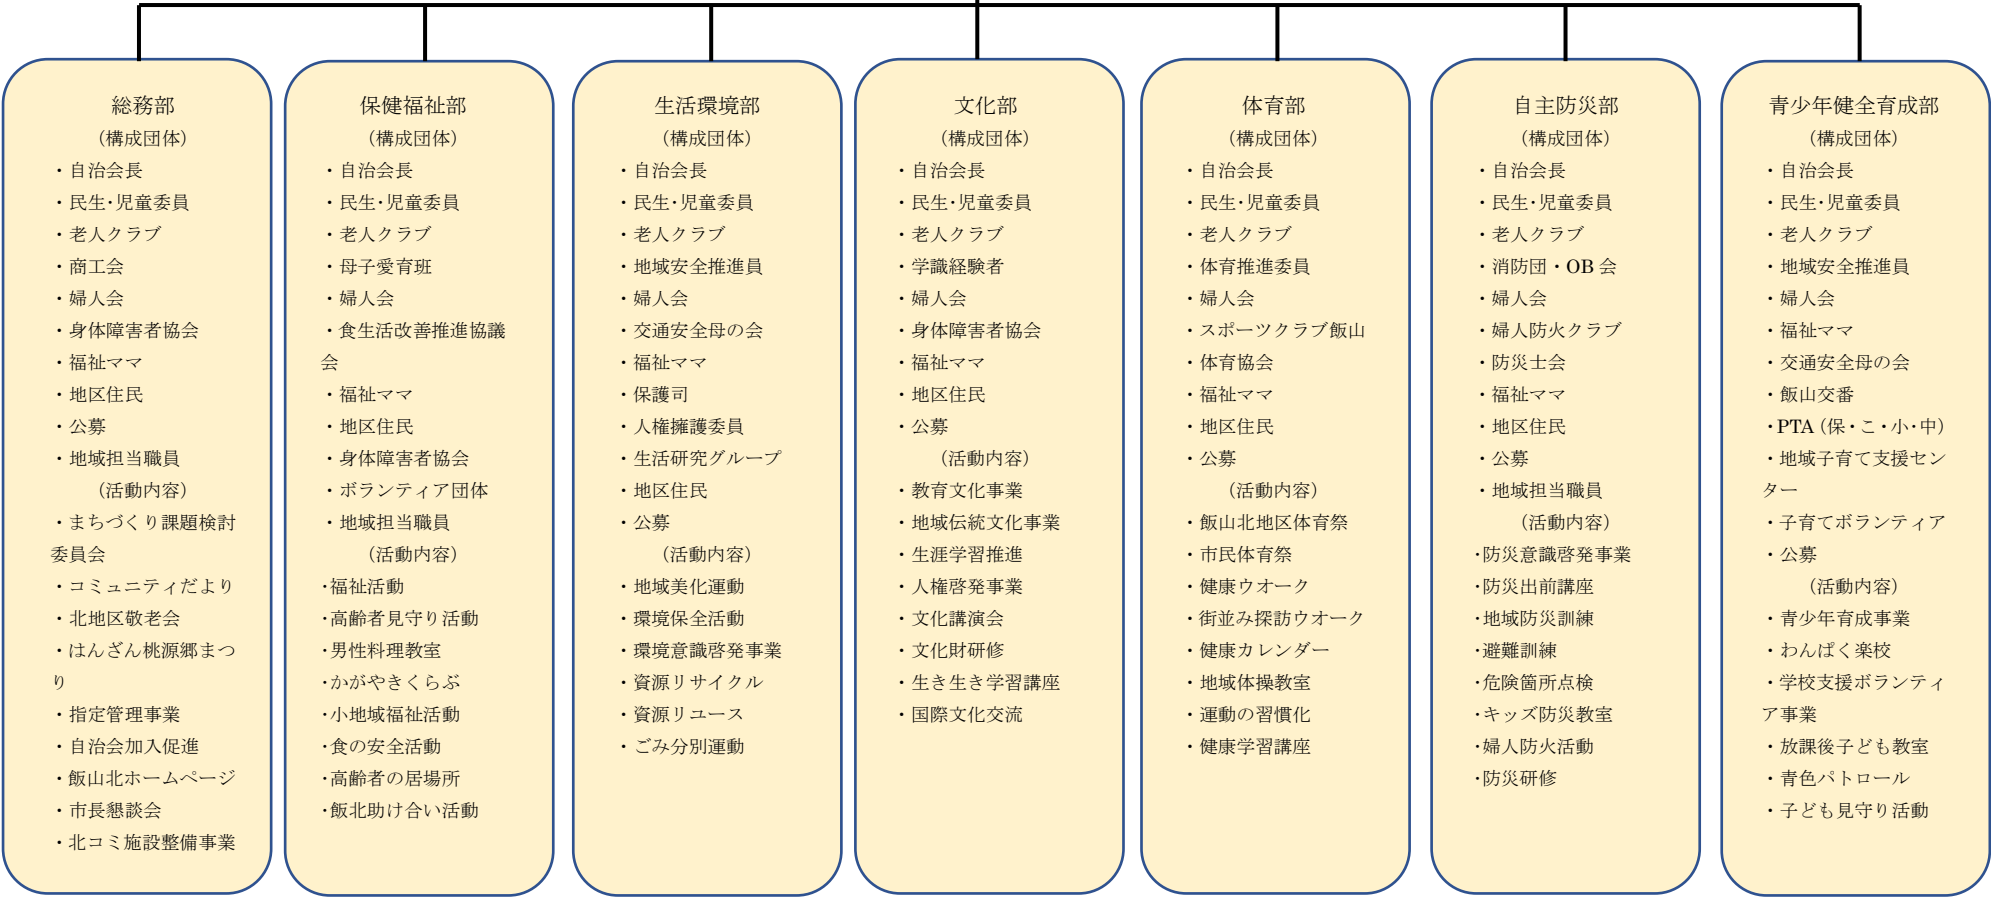 総務部
（構成団体）
・自治会長
・民生・児童委員
・老人クラブ
・商工会
・婦人会
・身体障害者協会
・福祉ママ
・地区住民
・公募
・地域担当職員
（活動内容）
・まちづくり課題検討
委員会
・コミュニティだより
・北地区敬老会
・はんざん桃源郷まつ
り
・指定管理事業
・自治会加入促進
・飯山北ホームページ
・市長懇談会
・北コミ施設整備事業
保健福祉部
（構成団体）
・自治会長
・民生・児童委員
・老人クラブ
・母子愛育班
・婦人会
・食生活改善推進協議
会
・福祉ママ
・地区住民
・身体障害者協会
・ボランティア団体
・地域担当職員
（活動内容）
・福祉活動
・高齢者見守り活動
・男性料理教室
・かがやきくらぶ
・小地域福祉活動
・食の安全活動
・高齢者の居場所
・飯北助け合い活動
生活環境部
（構成団体）
・自治会長
・民生・児童委員
・老人クラブ
・地域安全推進員
・婦人会
・交通安全母の会
・福祉ママ
・保護司
・人権擁護委員
・生活研究グループ
・地区住民
・公募
（活動内容）
・地域美化運動
・環境保全活動
・環境意識啓発事業
・資源リサイクル
・資源リユース
・ごみ分別運動
文化部
（構成団体）
・自治会長
・民生・児童委員
・老人クラブ
・学識経験者
・婦人会
・身体障害者協会
・福祉ママ
・地区住民
・公募
（活動内容）
・教育文化事業
・地域伝統文化事業
・生涯学習推進
・人権啓発事業
・文化講演会
・文化財研修
・生き生き学習講座
・国際文化交流
体育部
（構成団体）
・自治会長
・民生・児童委員
・老人クラブ
・体育推進委員
・婦人会
・スポーツクラブ飯山
・体育協会
・福祉ママ
・地区住民
・公募
（活動内容）
・飯山北地区体育祭
・市民体育祭
・健康ウオーク
・街並み探訪ウオーク
・健康カレンダー
・地域体操教室
・運動の習慣化
・健康学習講座
自主防災部
（構成団体）
・自治会長
・民生・児童委員
・老人クラブ
・消防団・OB 会
・婦人会
・婦人防火クラブ
・防災士会
・福祉ママ
・地区住民
・公募
・地域担当職員
（活動内容）
・防災意識啓発事業
・防災出前講座
・地域防災訓練
・避難訓練
・危険箇所点検
・キッズ防災教室
・婦人防火活動
・防災研修
青少年健全育成部
（構成団体）
・自治会長
・民生・児童委員
・老人クラブ
・地域安全推進員
・婦人会
・福祉ママ
・交通安全母の会
・飯山交番
・PTA（保・こ・小・中）
・地域子育て支援セン
ター
・子育てボランティア
・公募
（活動内容）
・青少年育成事業
・わんぱく楽校
・学校支援ボランティ
ア事業
・放課後子ども教室
・青色パトロール
・子ども見守り活動